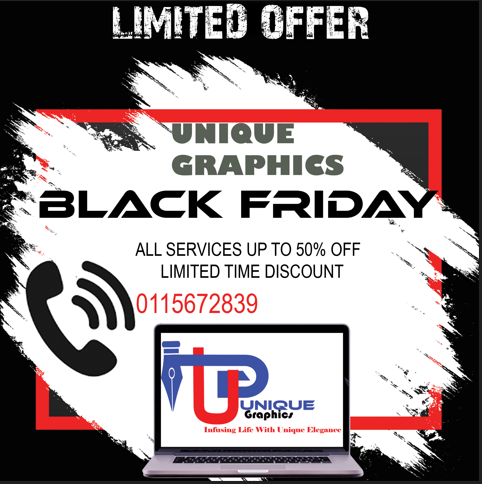 LIMITED OFFER
UNIQUE
GRAPHICS
BLACK FRIDAY
ALL SERVICES UP TO 50% OFF
LIMITED TIME DISCOUNT
0115672839
UP
UNIQUE
Graphics
Infusing Life With Unique Elegance